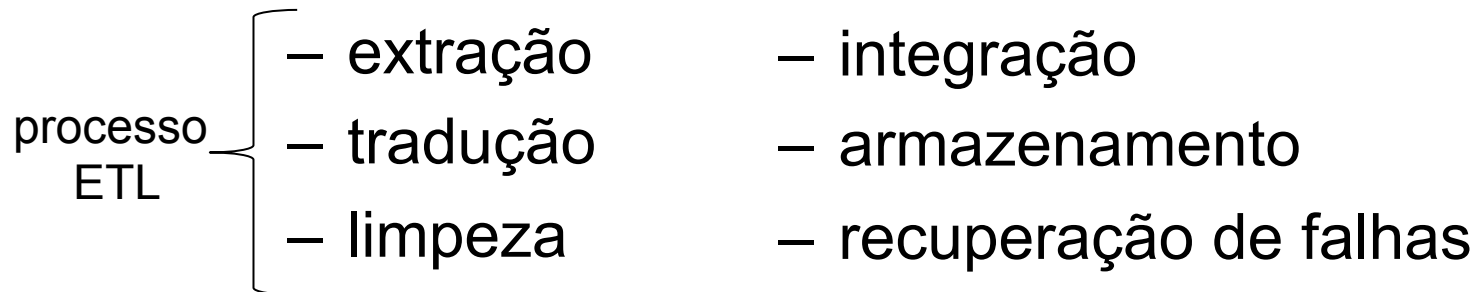 processo
ETL
– extração
– tradução
– limpeza
– integração
– armazenamento
– recuperação de falhas